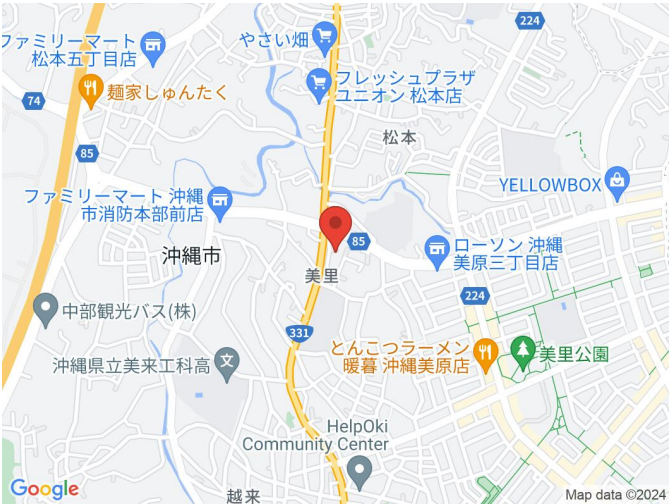 224
ファミリーマート
松本五丁目店
やさい畑
フレッシュプラザ
ユニオン 松本店
74
麺家しゅんたく
松本
85
YELLOWBOX
ファミリーマート 沖縄
市消防本部前店
85
ローソン 沖縄
美原三丁目店
沖縄市
美里
224
中部観光バス(株)
331
とんこつラーメン
暖暮 沖縄美原店
美里公園
沖縄県立美来工科高
文
HelpOki
Community Center
越来
Google
Map data ©2024